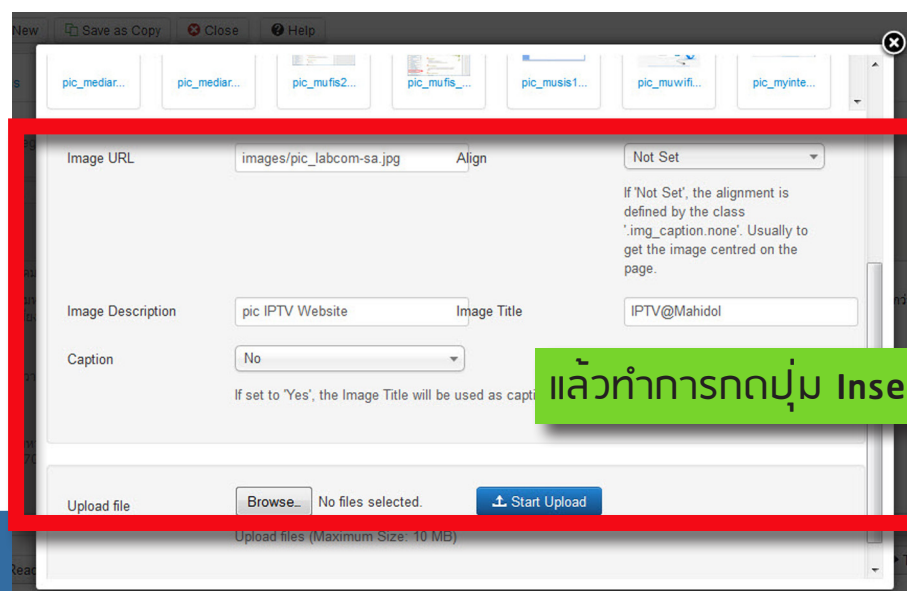 New Save as Copy Close Help
pic_mediar... pic_mediar... pic_mufis2... pic_mufis_... pic_musis1... pic_muwifi... pic_myinte...
Image URL images/pic_labcom-sa.jpg Align Not Set
If 'Not Set', the alignment is
defined by the class
'.img_caption.none'. Usually to
get the image centred on the
page.
Image Description pic IPTV Website Image Title IPTV@Mahidol
Caption No
If set to 'Yes', the Image Title will be used as capti
แล้วทำการกดปุ่ม Inse
Upload file Browse_ No files selected. Start Upload
Upload files (Maximum Size: 10 MB)
Read